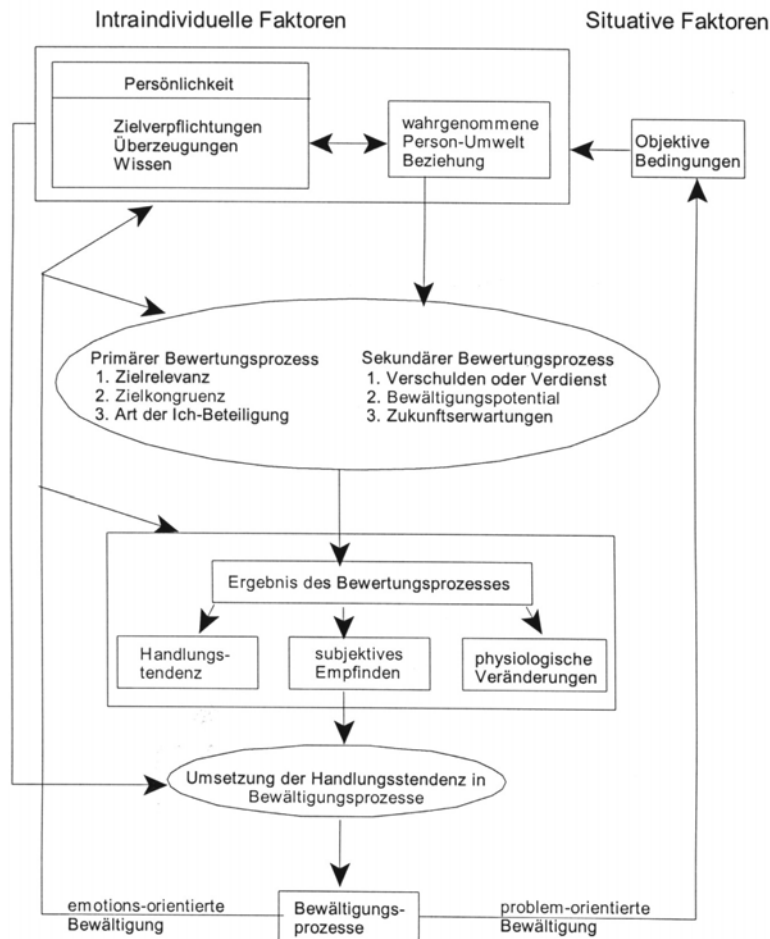 Intraindividuelle Faktoren
Situative Faktoren
Persönlichkeit
Zielverpflichtungen
Überzeugungen
Wissen
wahrgenommene
Person-Umwelt
Beziehung
Objektive
Bedingungen
Primärer Bewertungsprozess
1. Zielrelevanz
2. Zielkongruenz
3. Art der Ich-Beteiligung
Sekundärer Bewertungsprozess
1. Verschulden oder Verdienst
2. Bewältigungspotential
3. Zukunftserwartungen
Ergebnis des Bewertungsprozesses
Handlungs-
tendenz
subjektives
Empfinden
physiologische
Veränderungen
Umsetzung der Handlungsstendenz in
Bewältigungsprozesse
emotions-orientierte
Bewältigung
Bewältigungs-
prozesse
problem-orientierte
Bewältigung